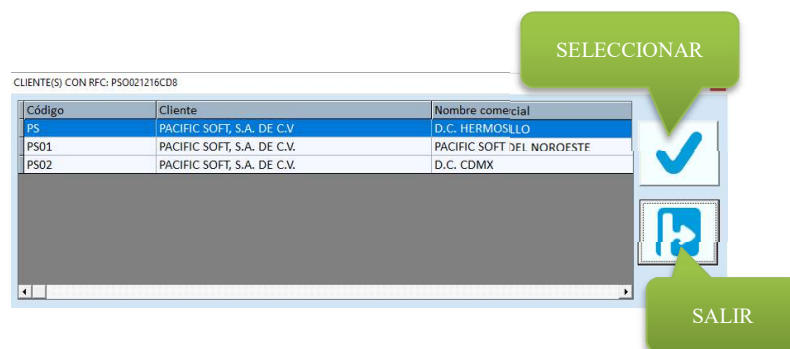 SELECCIONAR
CLIENTE(S) CON RFC: PSO021216CD8
Código Cliente Nombre comercial
PS PACIFIC SOFT, S.A. DE C.V D.C. HERMOSILLO
PS01 PACIFIC SOFT, S.A. DE C.V. PACIFIC SOFT DEL NOROESTE
PS02 PACIFIC SOFT, S.A. DE C.V. D.C. CDMX
SALIR